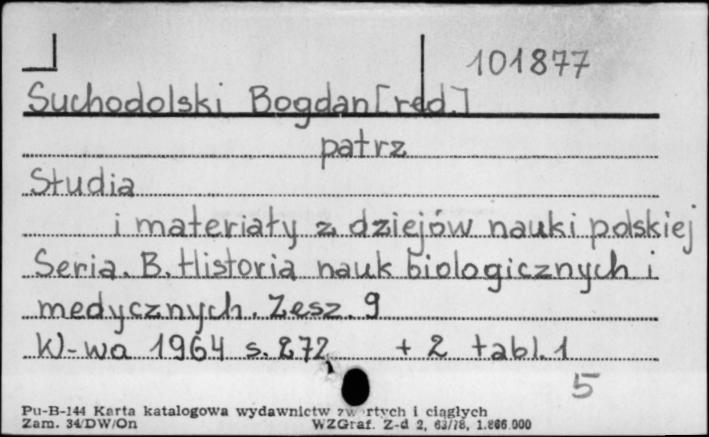 101877
Suchodolski Bogdan [red.]
patrz
Studia
i materiały z dziejów nauki polskiej
Seria. B. Historia nauk biologicznych i
medycznych. Zesz. 9
W-wa 1964 s. 272 + 2 tabl. 1
5
Pu-B-144 Karta katalogowa wydawnictw zw rtych i ciągłych
Zam. 34/DW/On WZGraf. Z-d 2, 63/78, 1.866.000